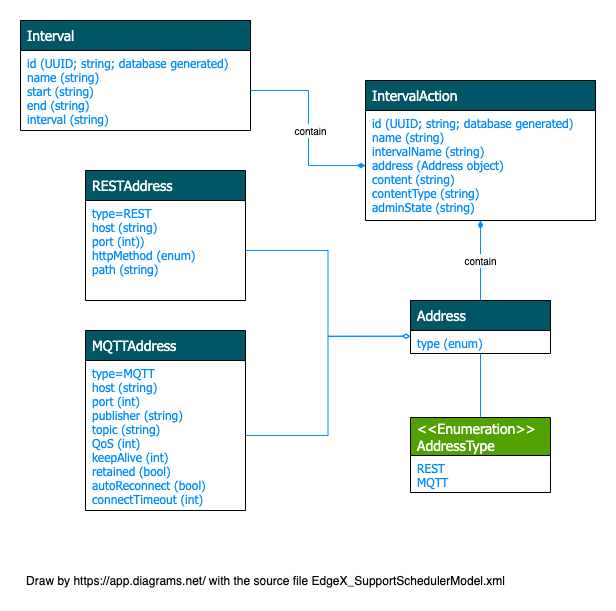 Interval
id (UUID; string; database generated)
name (string)
start (string)
end (string)
interval (string)
contain
IntervalAction
id (UUID; string; database generated)
name (string)
intervalName (string)
address (Address object)
content (string)
contentType (string)
adminState (string)
RESTAddress
type=REST
host (string)
port (int))
httpMethod (enum)
path (string)
contain
Address
type (enum)
MQTTAddress
type=MQTT
host (string)
port (int)
publisher (string)
topic (string)
QoS (int)
keepAlive (int)
retained (bool)
autoReconnect (bool)
connectTimeout (int)
<<Enumeration>>
AddressType
REST
MQTT
Draw by https://app.diagrams.net/ with the source file EdgeX_SupportSchedulerModel.xml